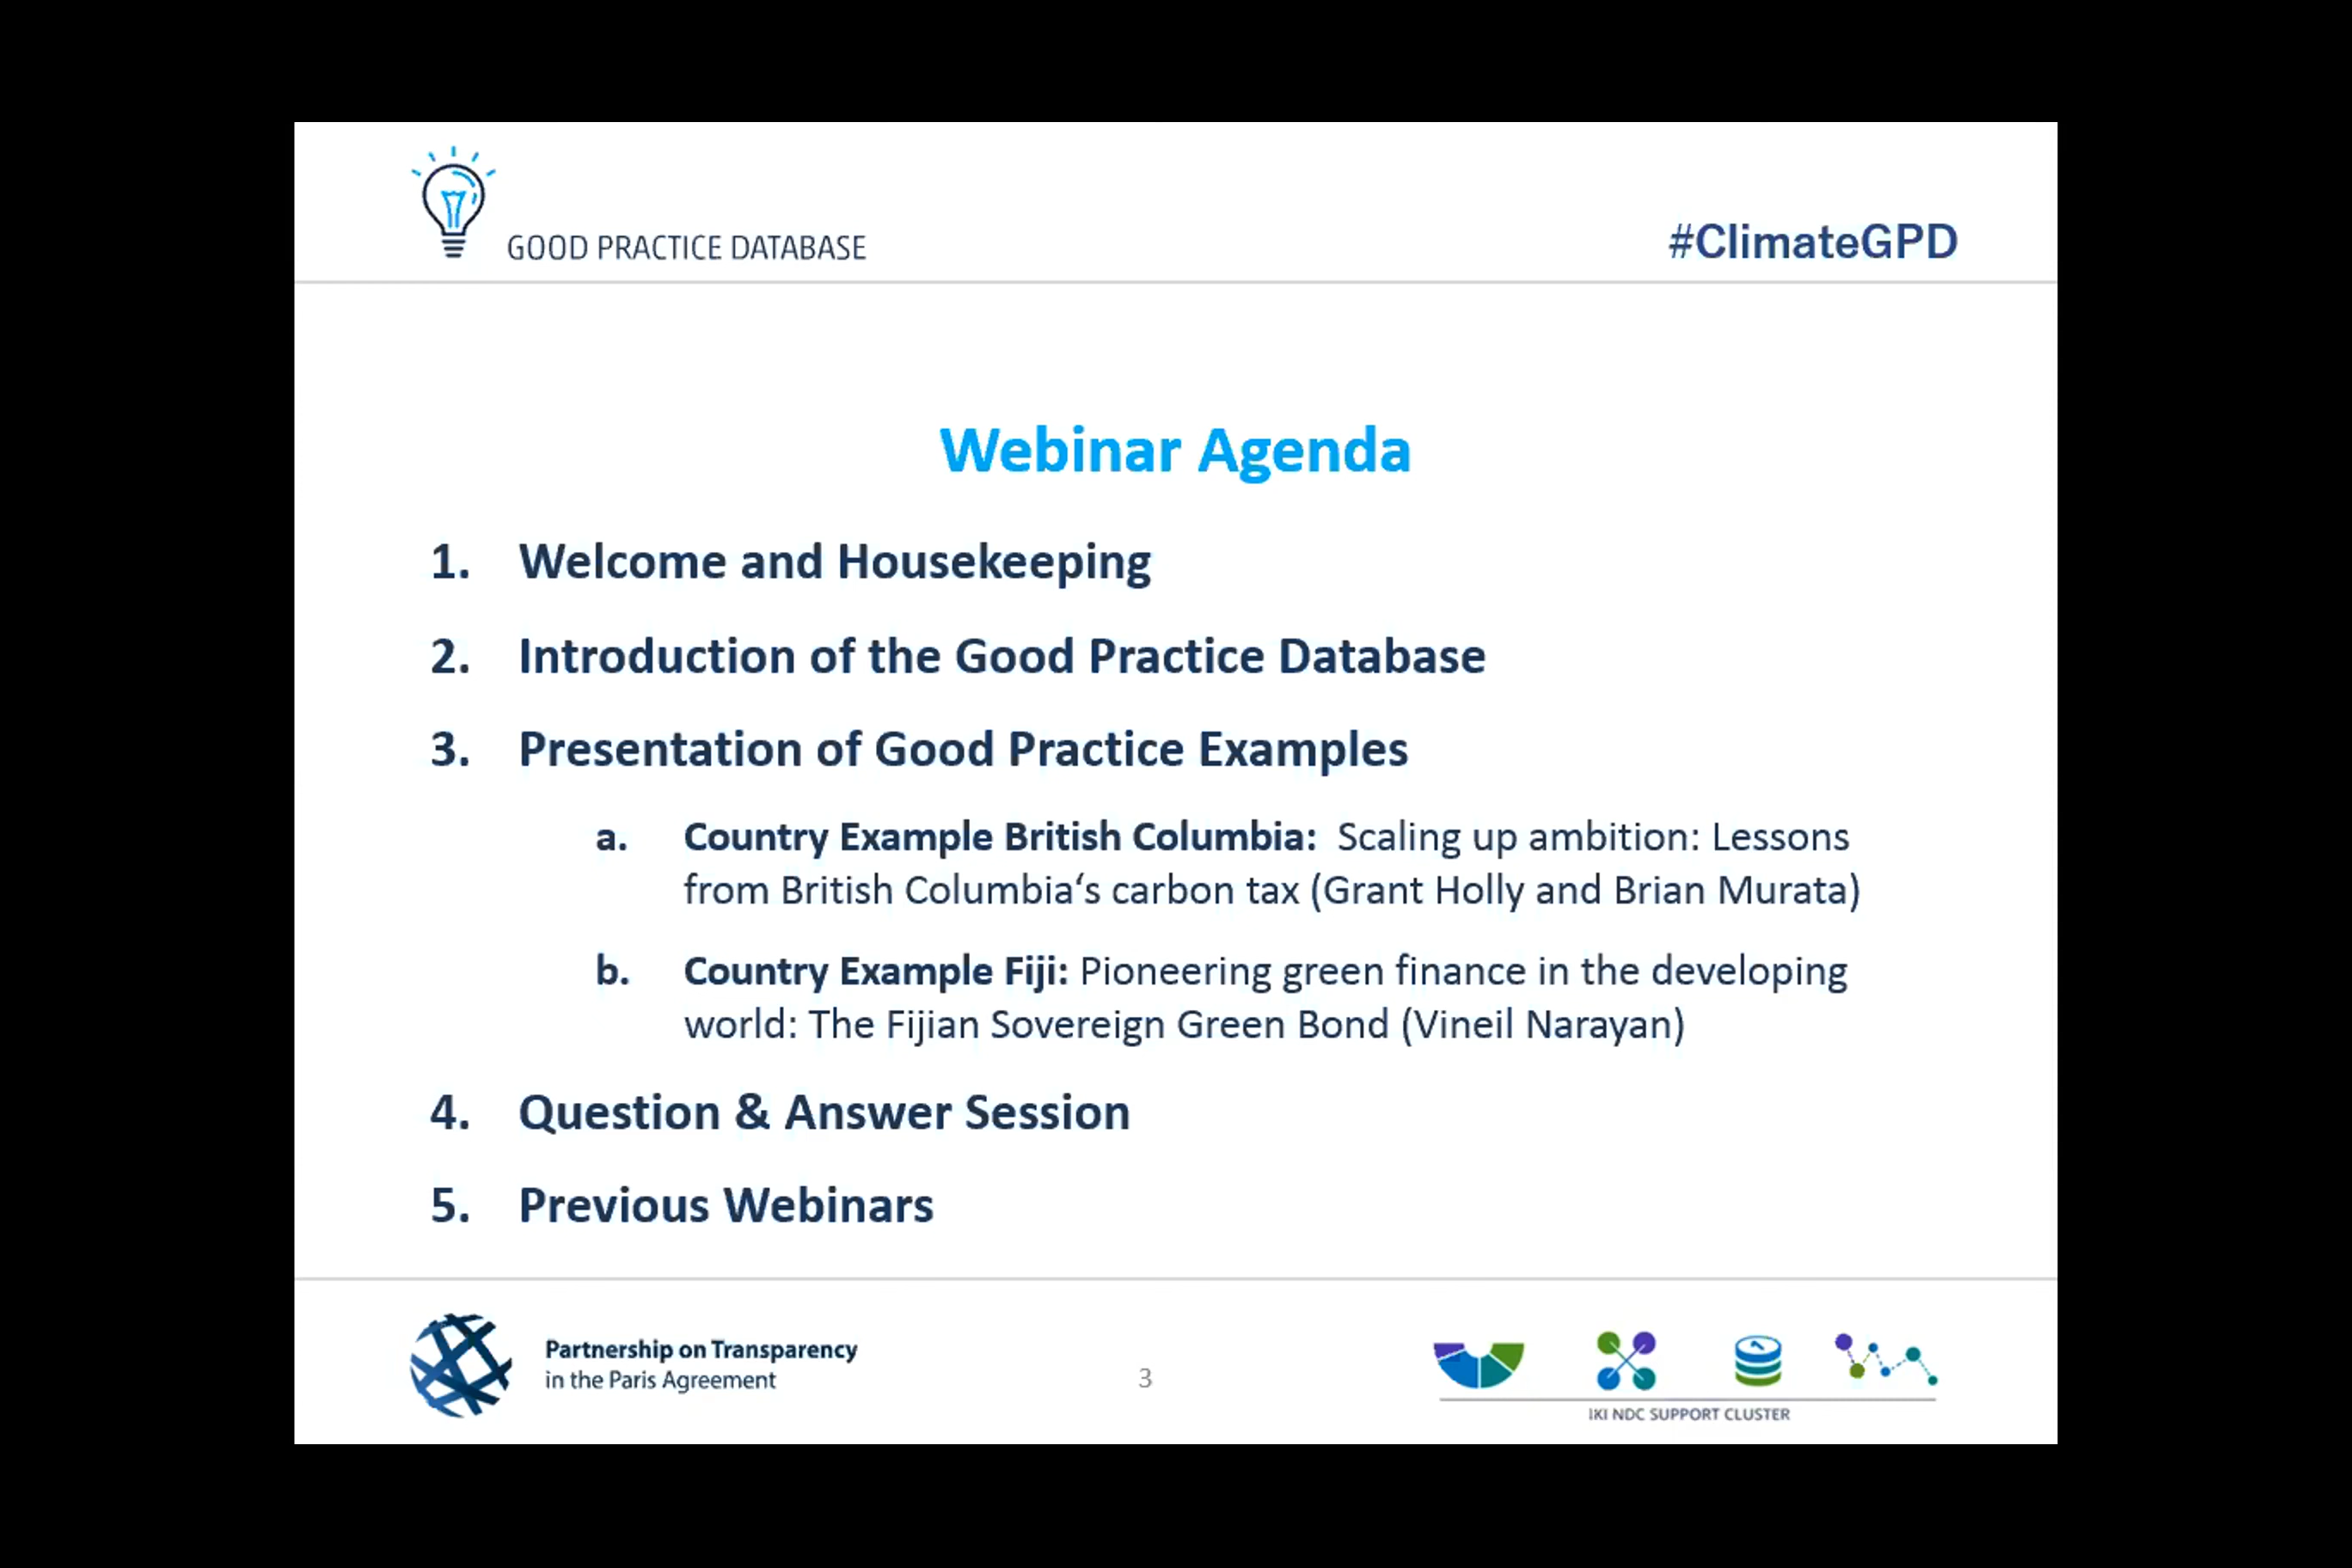 GOOD PRACTICE DATABASE
#ClimateGPD
Webinar Agenda
1. Welcome and Housekeeping
2. Introduction of the Good Practice Database
3. Presentation of Good Practice Examples
a. Country Example British Columbia: Scaling up ambition: Lessons
from British Columbia‘s carbon tax (Grant Holly and Brian Murata)
b. Country Example Fiji: Pioneering green finance in the developing
world: The Fijian Sovereign Green Bond (Vineil Narayan)
4. Question & Answer Session
5. Previous Webinars
Partnership on Transparency
in the Paris Agreement
3
IKI NDC SUPPORT CLUSTER